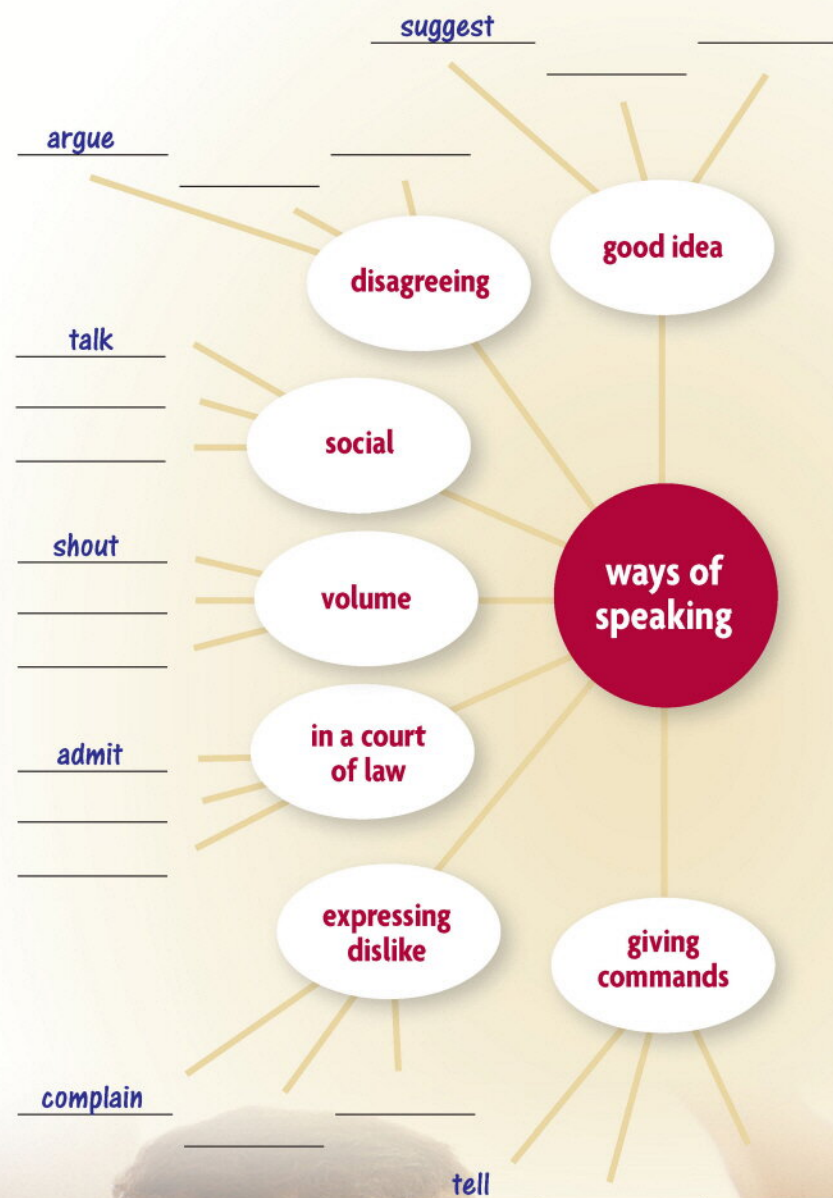 suggest
argue
good idea
disagreeing
talk
social
shout
volume
ways of
speaking
admit
in a court
of law
expressing
dislike
giving
commands
complain
tell